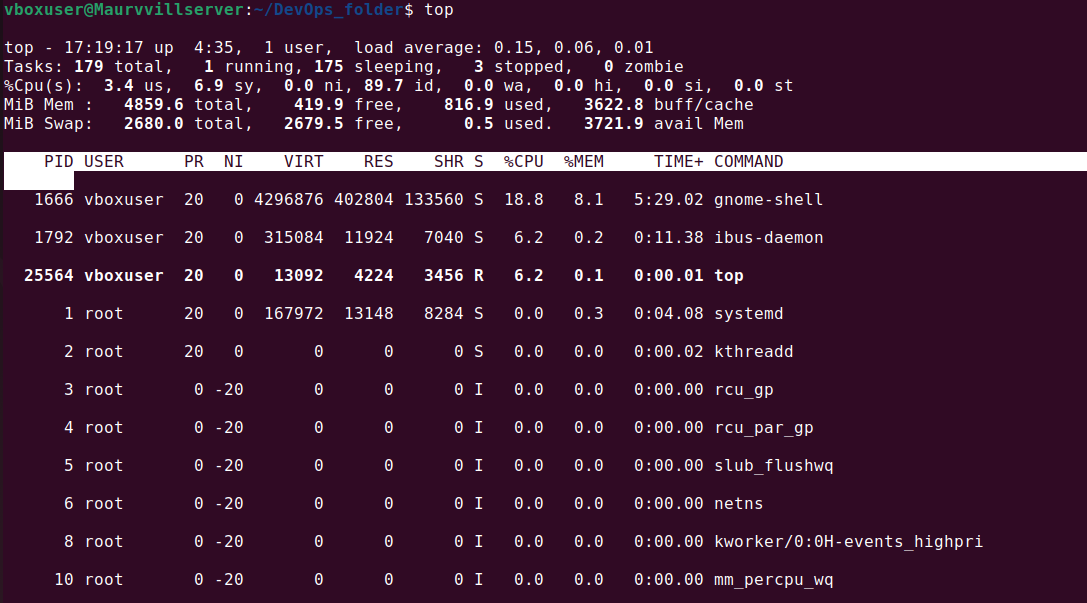 vboxuser@Maurvvillserver:~/DevOps_folder$ top
top - 17:19:17 up  4:35,  1 user,  load average: 0.15, 0.06, 0.01
Tasks: 179 total,   1 running, 175 sleeping,   3 stopped,   0 zombie
%Cpu(s):  3.4 us,  6.9 sy,  0.0 ni, 89.7 id,  0.0 wa,  0.0 hi,  0.0 si,  0.0 st
MiB Mem :   4859.6 total,    419.9 free,    816.9 used,   3622.8 buff/cache
MiB Swap:   2680.0 total,   2679.5 free,      0.5 used.   3721.9 avail Mem
    PID USER      PR  NI    VIRT    RES    SHR S  %CPU  %MEM     TIME+ COMMAND
   1666 vboxuser  20   0 4296876 402804 133560 S  18.8   8.1   5:29.02 gnome-shell
   1792 vboxuser  20   0  315084  11924   7040 S   6.2   0.2   0:11.38 ibus-daemon
  25564 vboxuser  20   0   13092   4224   3456 R   6.2   0.1   0:00.01 top
      1 root      20   0  167972  13148   8284 S   0.0   0.3   0:04.08 systemd
      2 root      20   0       0      0      0 S   0.0   0.0   0:00.02 kthreadd
      3 root       0 -20       0      0      0 I   0.0   0.0   0:00.00 rcu_gp
      4 root       0 -20       0      0      0 I   0.0   0.0   0:00.00 rcu_par_gp
      5 root       0 -20       0      0      0 I   0.0   0.0   0:00.00 slub_flushwq
      6 root       0 -20       0      0      0 I   0.0   0.0   0:00.00 netns
      8 root       0 -20       0      0      0 I   0.0   0.0   0:00.00 kworker/0:0H-events_highpri
     10 root       0 -20       0      0      0 I   0.0   0.0   0:00.00 mm_percpu_wq